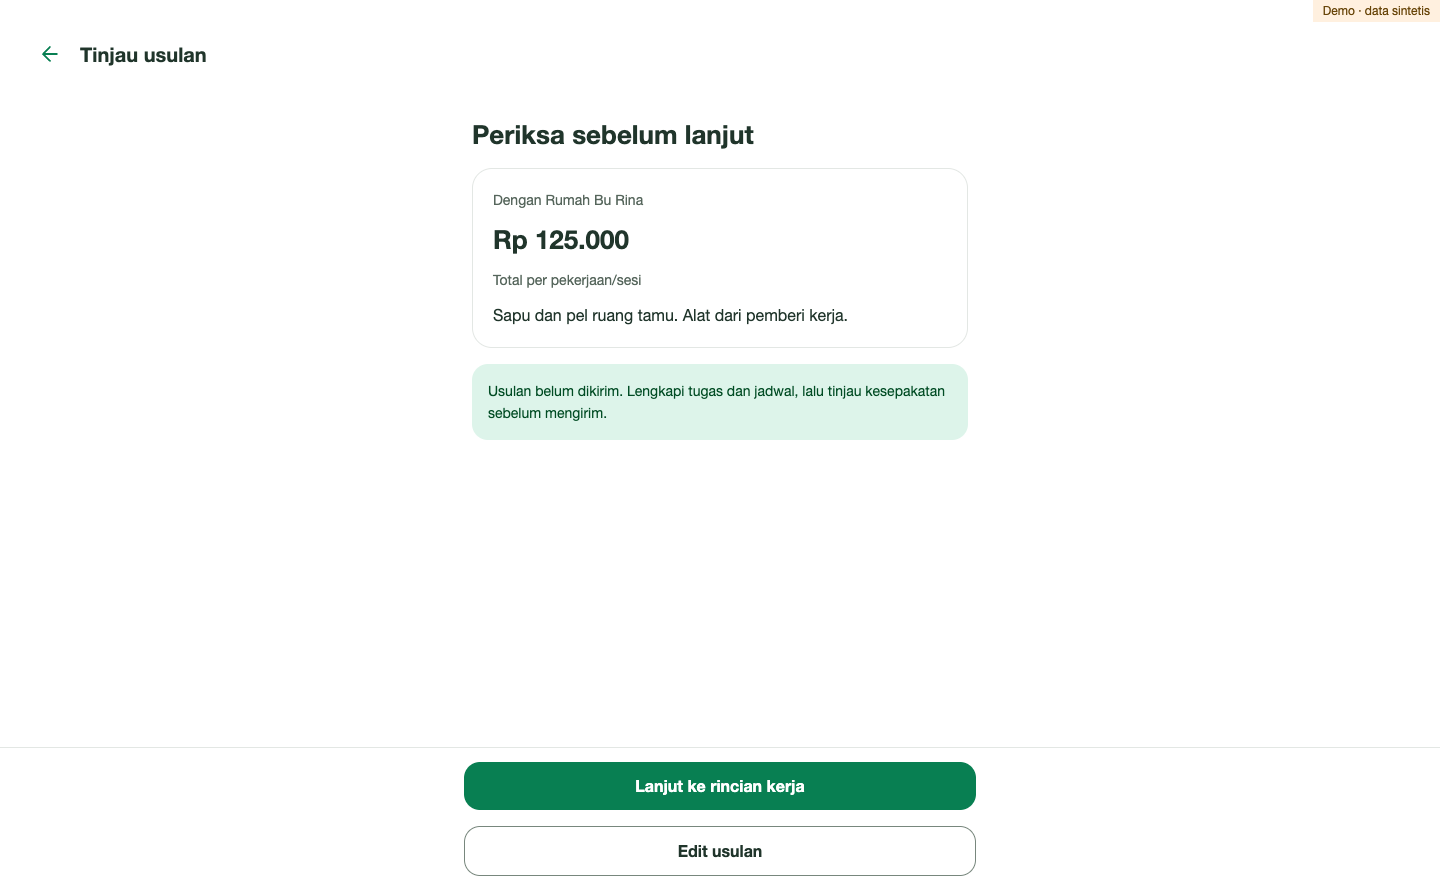 Demo · data sintetis
Tinjau usulan
Periksa sebelum lanjut
Dengan Rumah Bu Rina
Rp 125.000
Total per pekerjaan/sesi
Sapu dan pel ruang tamu. Alat dari pemberi kerja.
Usulan belum dikirim. Lengkapi tugas dan jadwal, lalu tinjau kesepakatan
sebelum mengirim.
Lanjut ke rincian kerja
Edit usulan